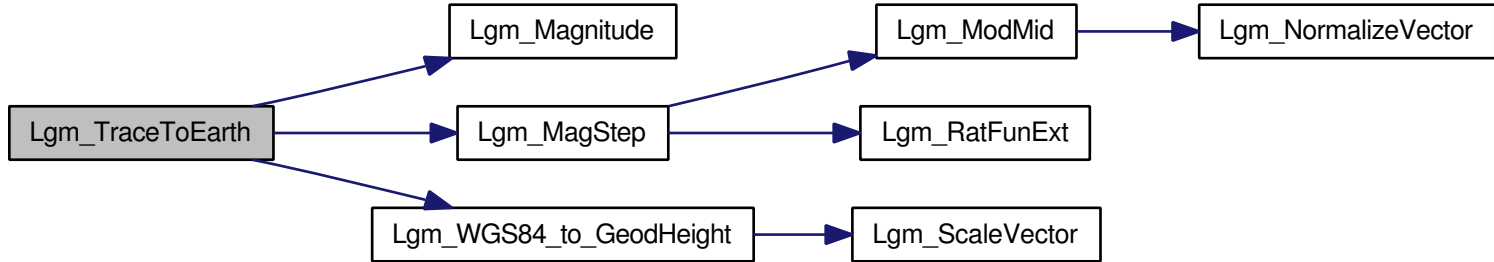 Lgm_TraceToEarth
Lgm_Magnitude
Lgm_MagStep
Lgm_ModMid
Lgm_NormalizeVector
Lgm_RatFunExt
Lgm_WGS84_to_GeodHeight
Lgm_ScaleVector